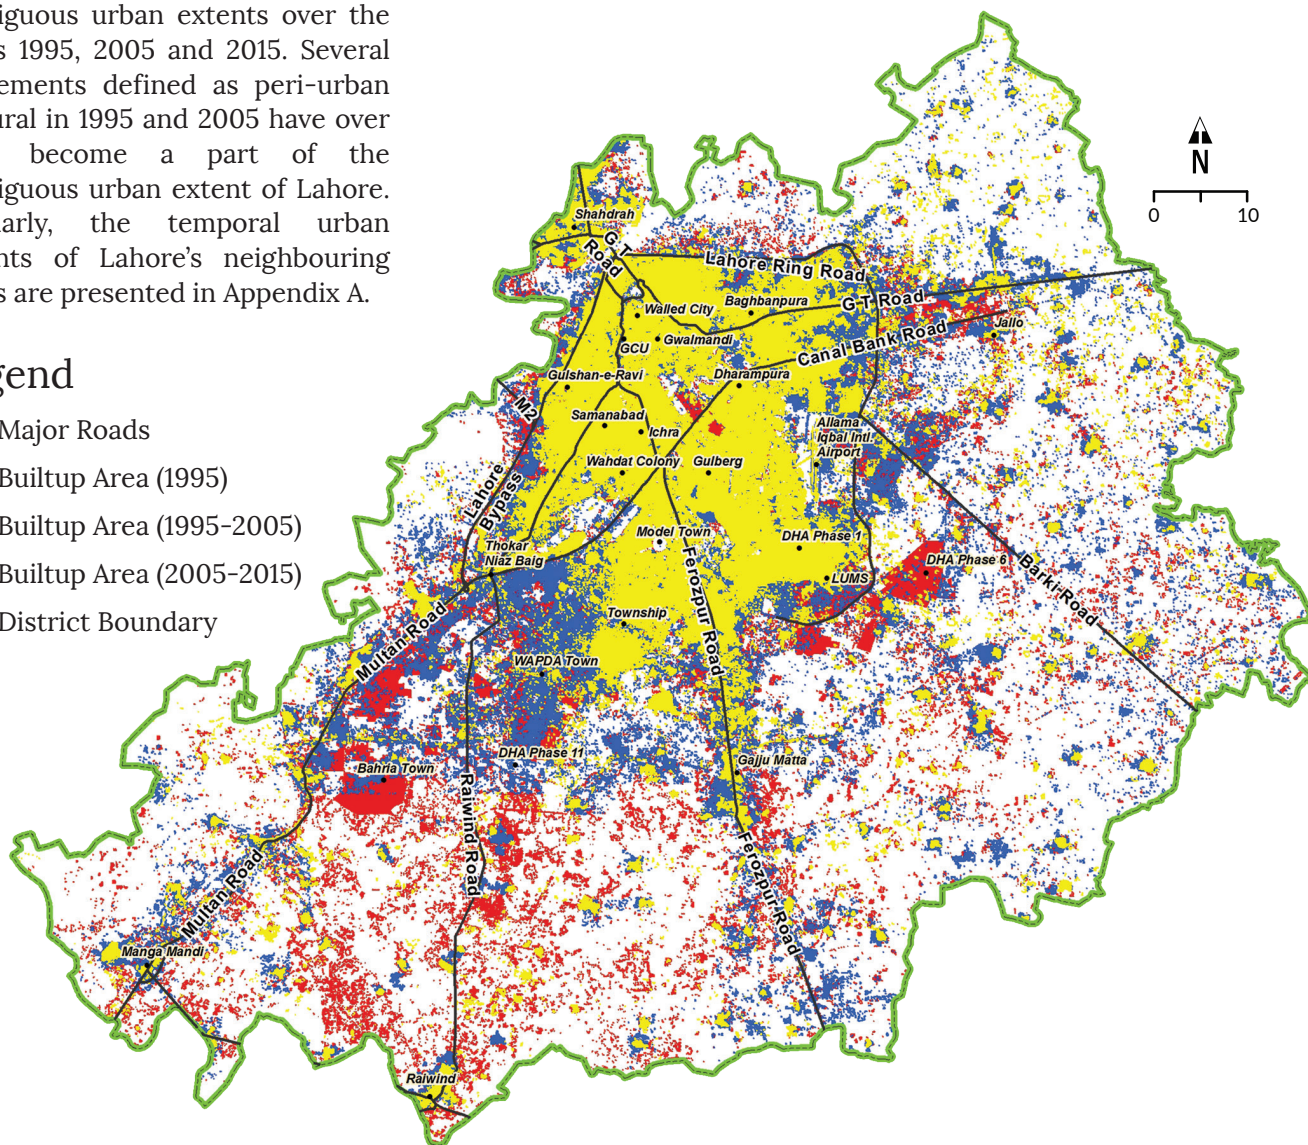 iguous urban extents over the
s 1995, 2005 and 2015. Several
ements defined as peri-urban
ural in 1995 and 2005 have over
become a part of the
iguous urban extent of Lahore.
larly, the temporal urban
nts of Lahore's neighbouring
s are presented in Appendix A.
gend
Major Roads
Builtup Area (1995)
Builtup Area (1995-2005)
Builtup Area (2005-2015)
District Boundary
N
0 10
Shahdrah
G T Road
Lahore Ring Road
Walled City
Baghbanpura
G T Road
Jallo
GCU
Gwalmandi
Canal Bank Road
Gulshan-e-Ravi
Dharampura
M2
Samanabad
Ichra
Allama
Iqbal Intl.
Airport
Wahdat Colony
Gulberg
Lahore
Bypass
Model Town
DHA Phase 1
Thokar
Niaz Baig
DHA Phase 6
LUMS
Barki Road
Township
Ferozpur Road
Multan Road
WAPDA Town
DHA Phase 11
Gajju Matta
Bahria Town
Raiwind Road
Ferozpur Road
Multan Road
Manga Mandi
Raiwind